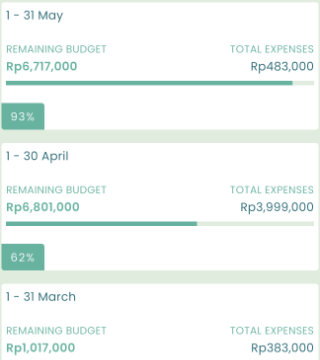 1 - 31 May
REMAINING BUDGET TOTAL EXPENSES
Rp6,717,000 Rp483,000
93%
1 - 30 April
REMAINING BUDGET TOTAL EXPENSES
Rp6,801,000 Rp3,999,000
62%
1 - 31 March
REMAINING BUDGET TOTAL EXPENSES
Rp1,017,000 Rp383,000